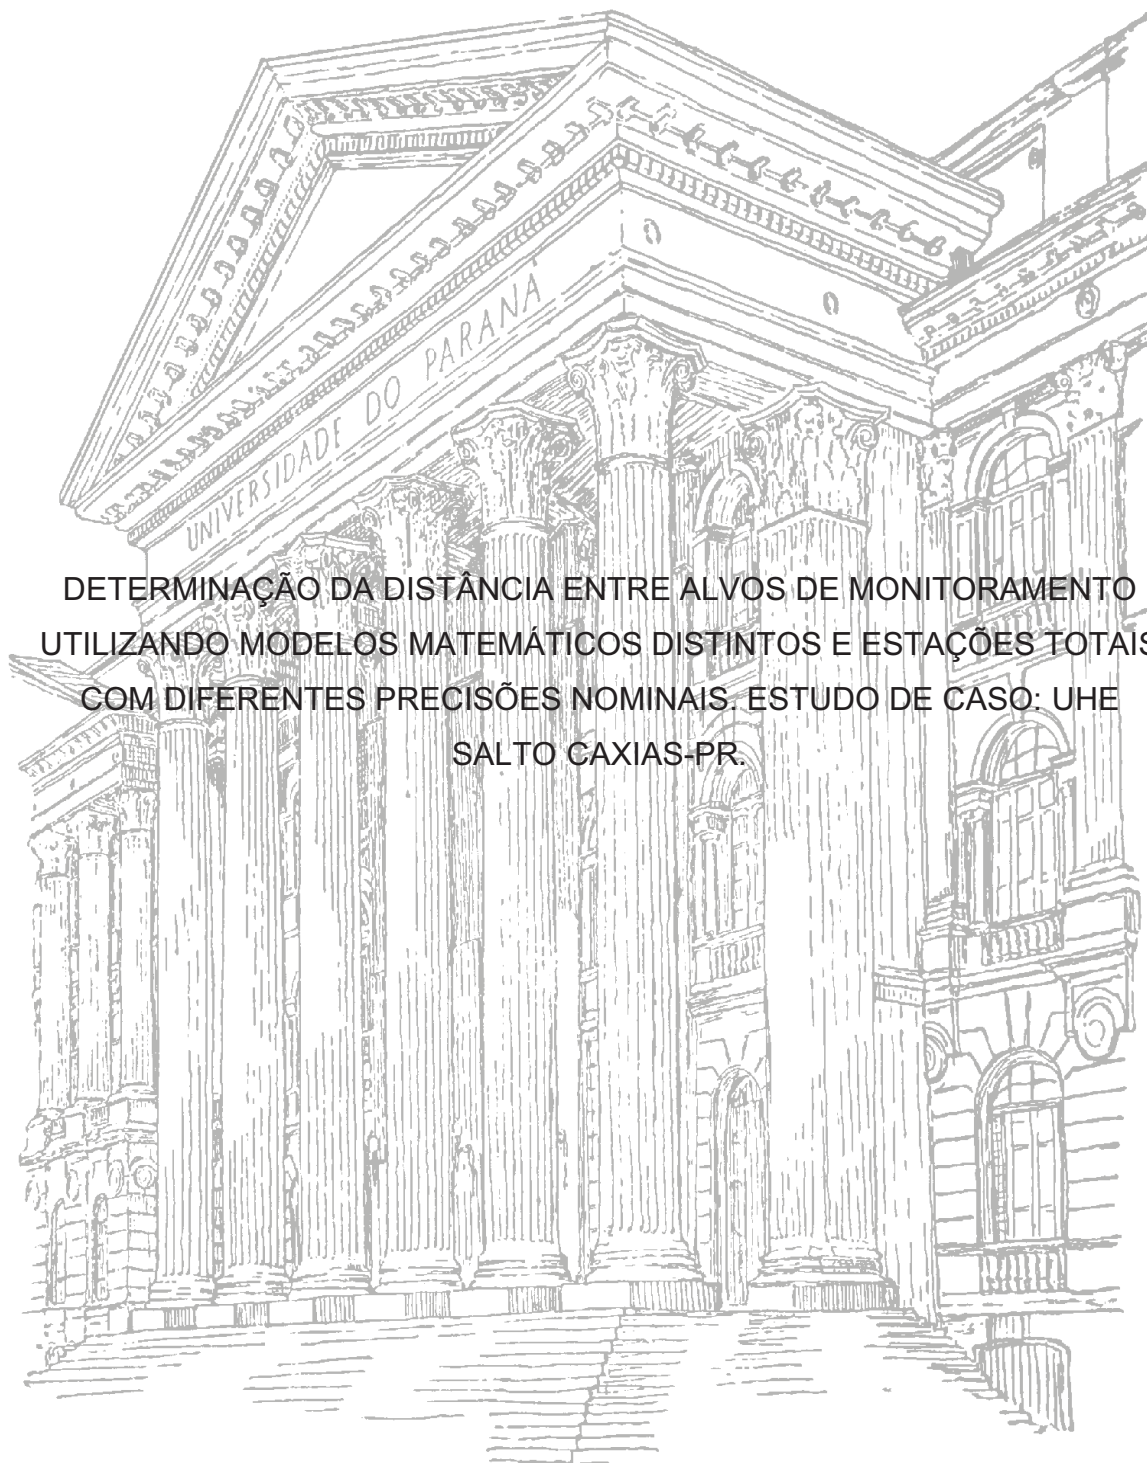 UNIVERSIDADE DO PARANÁ
DETERMINAÇÃO DA DISTÂNCIA ENTRE ALVOS DE MONITORAMENTO
UTILIZANDO MODELOS MATEMÁTICOS DISTINTOS E ESTAÇÕES TOTAIS
COM DIFERENTES PRECISÕES NOMINAIS. ESTUDO DE CASO: UHE
SALTO CAXIAS-PR.